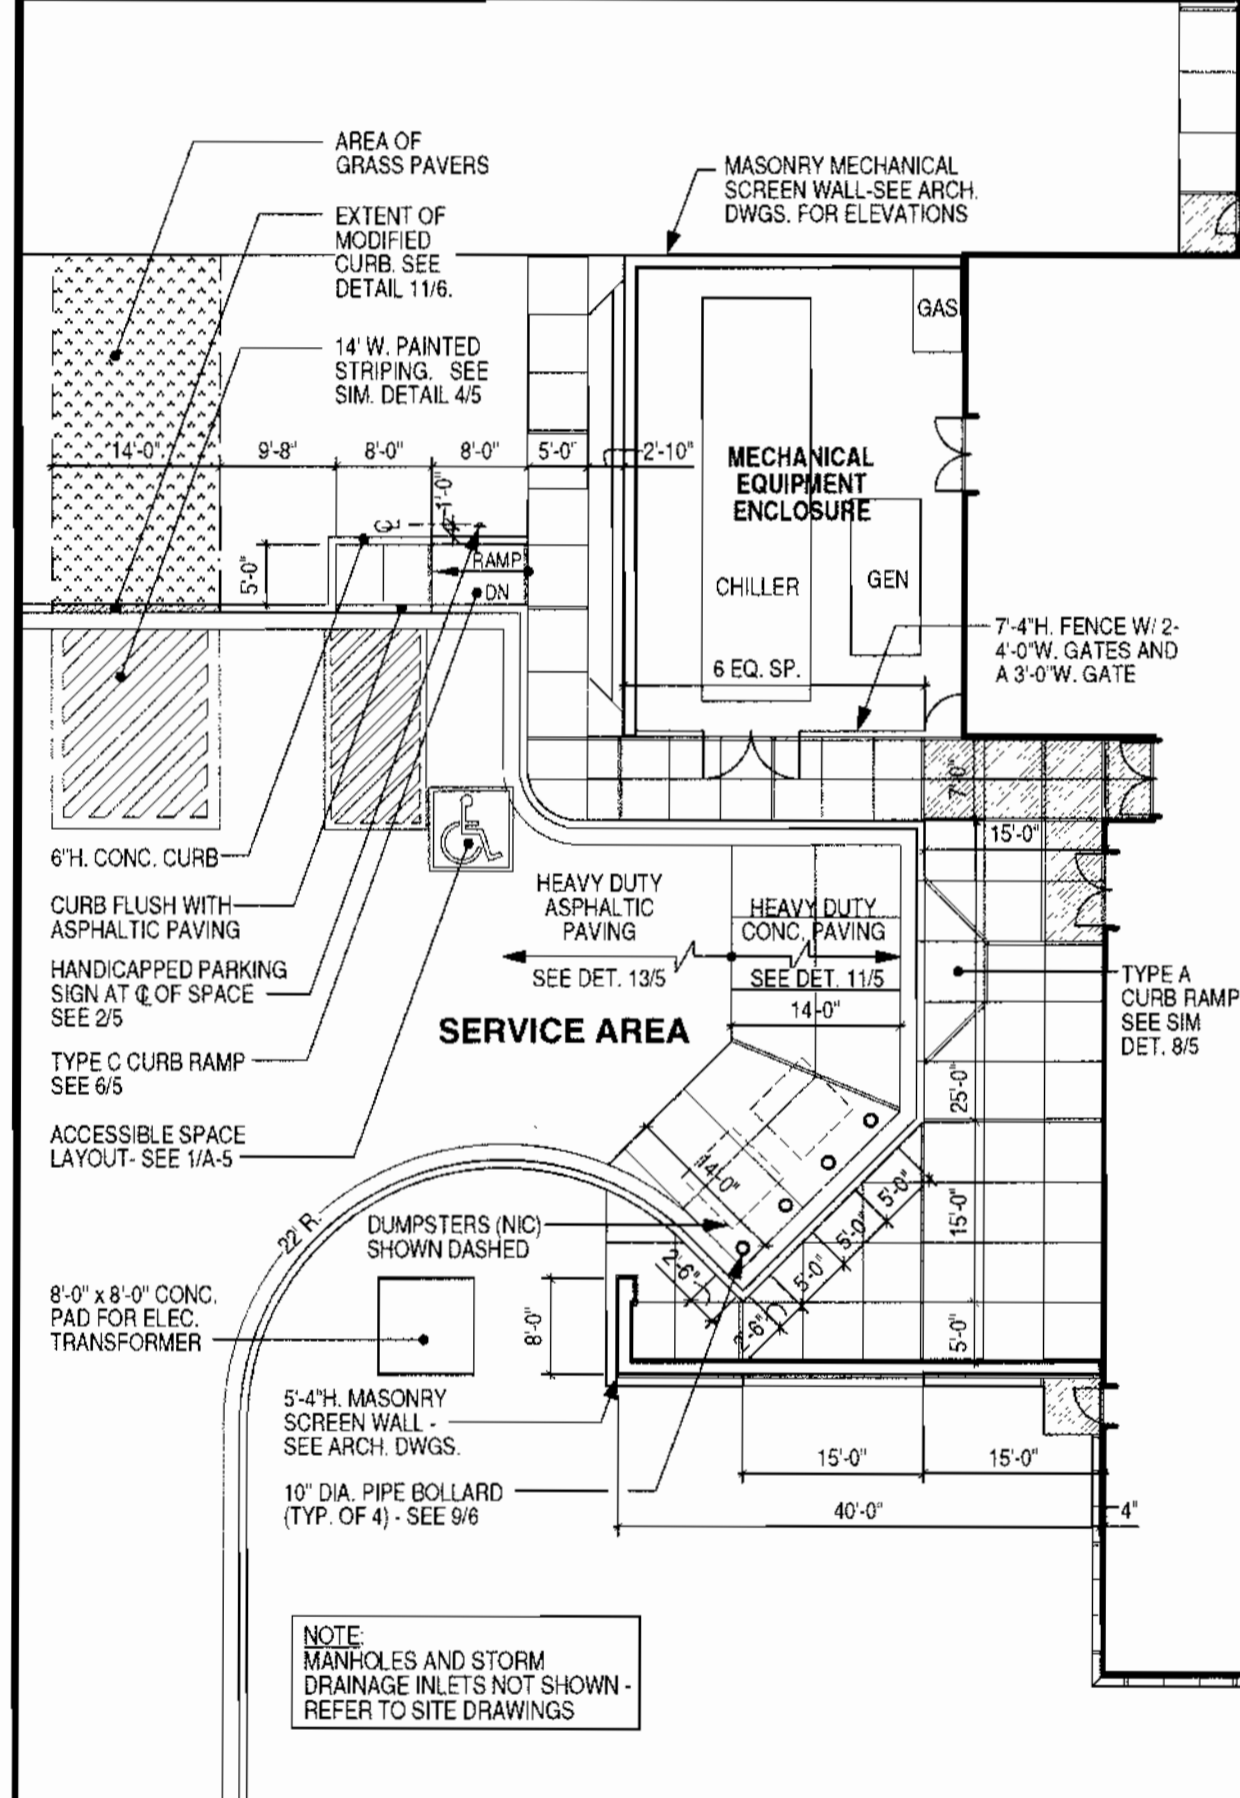 AREA OF
GRASS PAVERS
EXTENT OF
MODIFIED
CURB. SEE
DETAIL 11/6.
14' W. PAINTED
STRIPING. SEE
SIM. DETAIL 4/5
MASONRY MECHANICAL
SCREEN WALL-SEE ARCH.
DWGS. FOR ELEVATIONS
GAS
14'-0"
9'-8"
8'-0"
8'-0"
5'-0"
2'-10"
1'-0"
MECHANICAL
EQUIPMENT
ENCLOSURE
℄
5'-0"
RAMP
DN
CHILLER
GEN
6 EQ. SP.
7'-4"H. FENCE W/ 2-
4'-0"W. GATES AND
A 3'-0"W. GATE
7'-0"
15'-0"
6"H. CONC. CURB
CURB FLUSH WITH
ASPHALTIC PAVING
HANDICAPPED PARKING
SIGN AT ℄ OF SPACE
SEE 2/5
TYPE C CURB RAMP
SEE 6/5
ACCESSIBLE SPACE
LAYOUT- SEE 1/A-5
HEAVY DUTY
ASPHALTIC
PAVING
SEE DET. 13/5
HEAVY DUTY
CONC. PAVING
SEE DET. 11/5
14'-0"
SERVICE AREA
TYPE A
CURB RAMP
SEE SIM
DET. 8/5
25'-0"
14'-0"
5'-0"
5'-0"
5'-0"
15'-0"
5'-0"
2'-6"
2'-6"
22' R.
DUMPSTERS (NIC)
SHOWN DASHED
8'-0" x 8'-0" CONC.
PAD FOR ELEC.
TRANSFORMER
8'-0"
5'-4"H. MASONRY
SCREEN WALL -
SEE ARCH. DWGS.
10" DIA. PIPE BOLLARD
(TYP. OF 4) - SEE 9/6
15'-0"
15'-0"
40'-0"
4"
NOTE:
MANHOLES AND STORM
DRAINAGE INLETS NOT SHOWN -
REFER TO SITE DRAWINGS